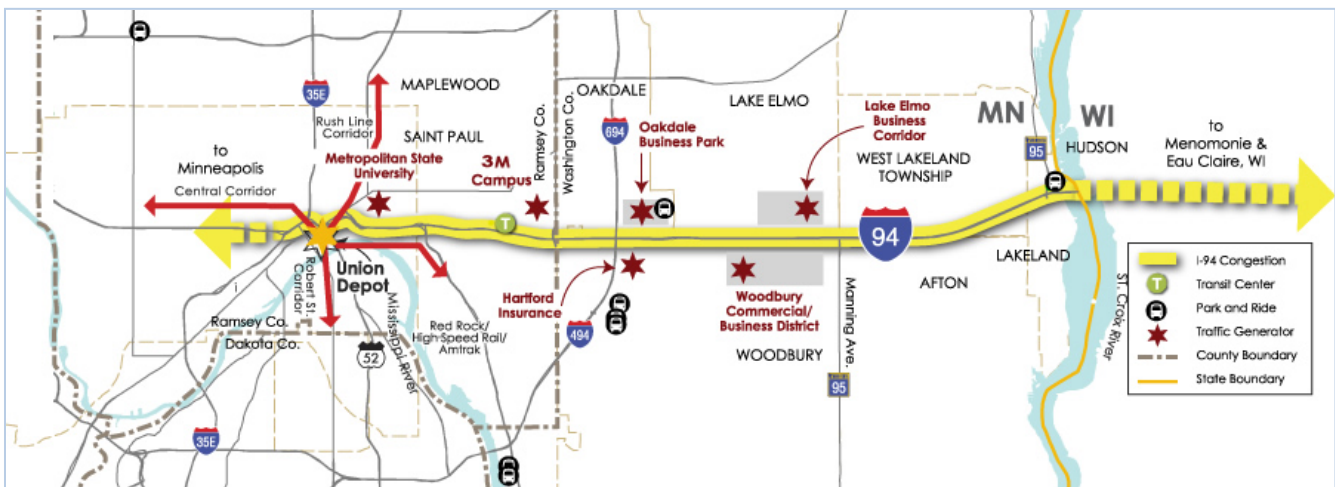 MAPLEWOOD
35E
Rush Line
Corridor
SAINT PAUL
to
Minneapolis
Central Corridor
Metropolitan State
University
3M
Campus
Ramsey Co.
Washington Co.
OAKDALE
694
Oakdale
Business Park
LAKE ELMO
Lake Elmo
Business
Corridor
WEST LAKELAND
TOWNSHIP
MN
WI
95
HUDSON
to
Menomonie &
Eau Claire, WI
T
94
Union
Depot
Robert St.
Corridor
Mississippi River
Ramsey Co.
Dakota Co.
52
Red Rock/
High-Speed Rail/
Amtrak
35E
Hartford
Insurance
494
Woodbury
Commercial/
Business District
WOODBURY
Manning Ave.
95
AFTON
LAKELAND
St. Croix River
I-94 Congestion
T
Transit Center
Park and Ride
Traffic Generator
County Boundary
State Boundary